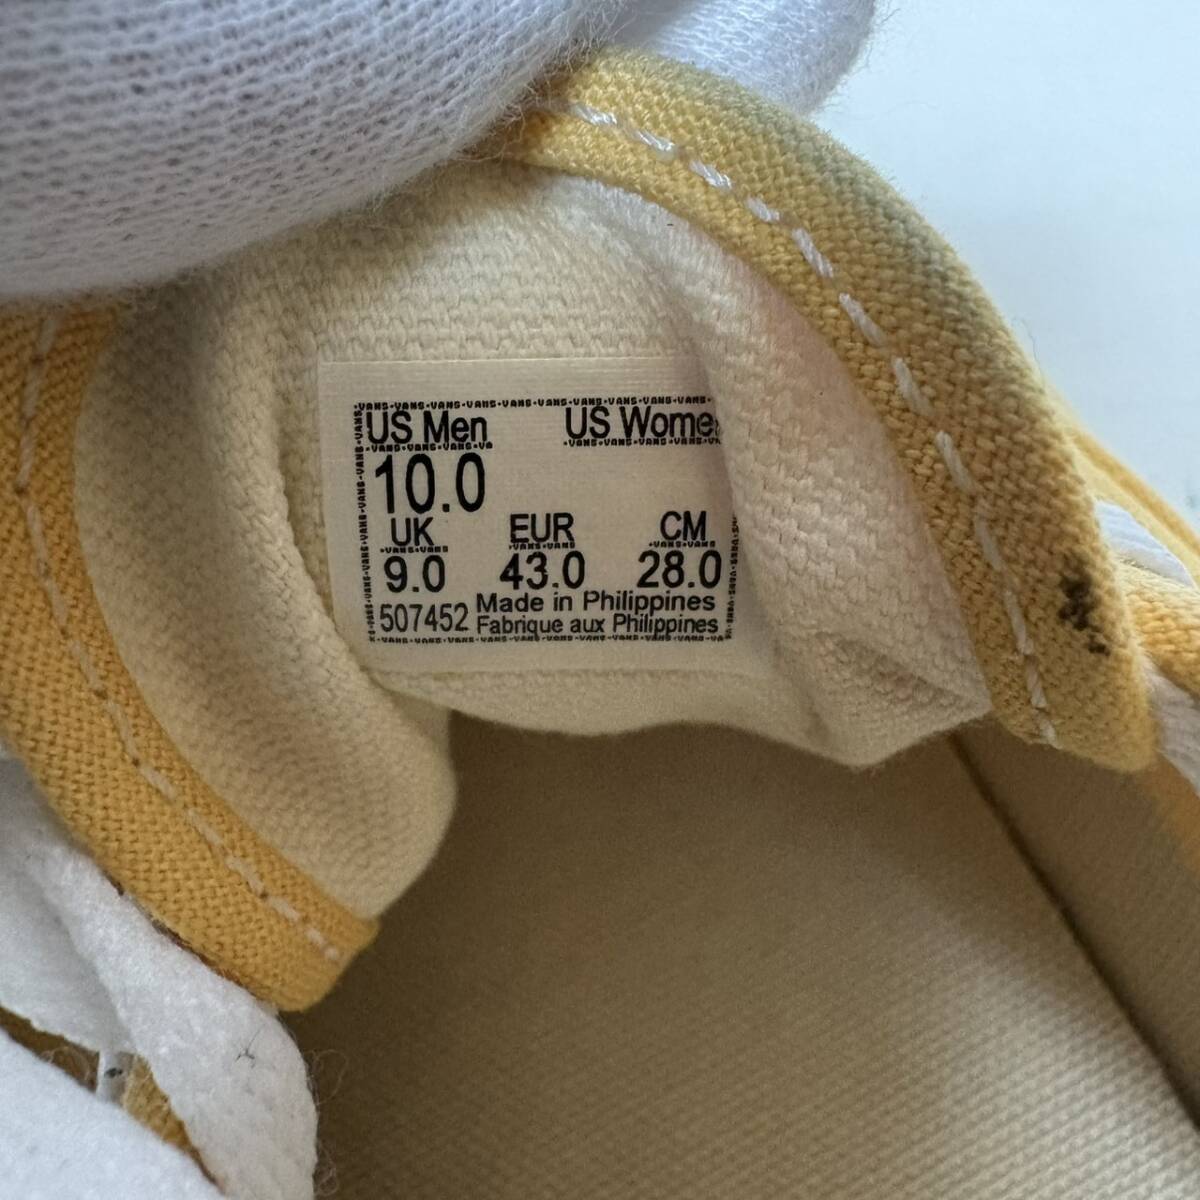 US Men US Wome
10.0
UK EUR CM
9.0 43.0 28.0
507452 Made in Philippines
Fabrique aux Philippines